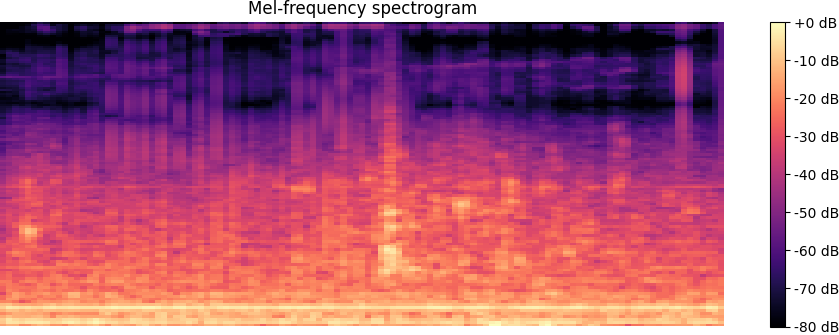 Mel-frequency spectrogram
+0 dB
-10 dB
-20 dB
-30 dB
-40 dB
-50 dB
-60 dB
-70 dB
-80 dB